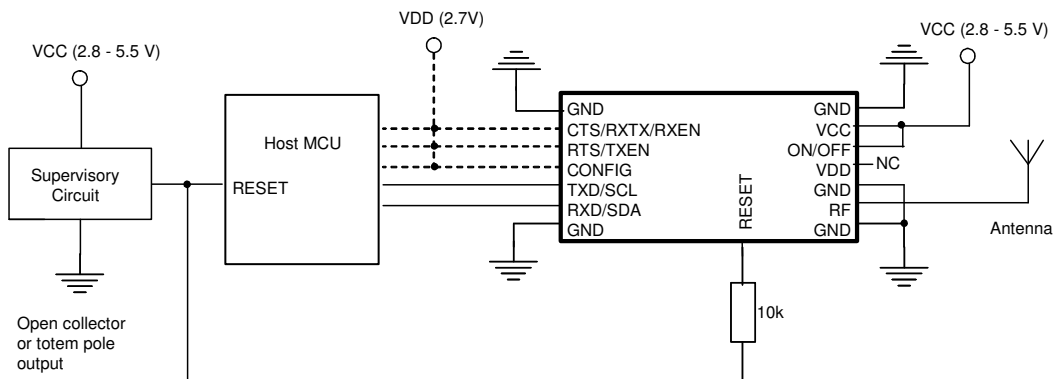 VDD (2.7V)
VCC (2.8 - 5.5 V)
VCC (2.8 - 5.5 V)
Supervisory
Circuit
Open collector
or totem pole
output
Host MCU
RESET
GND
CTS/RXTX/RXEN
RTS/TXEN
CONFIG
TXD/SCL
RXD/SDA
GND
RESET
GND
VCC
ON/OFF
VDD
GND
RF
GND
NC
Antenna
10k